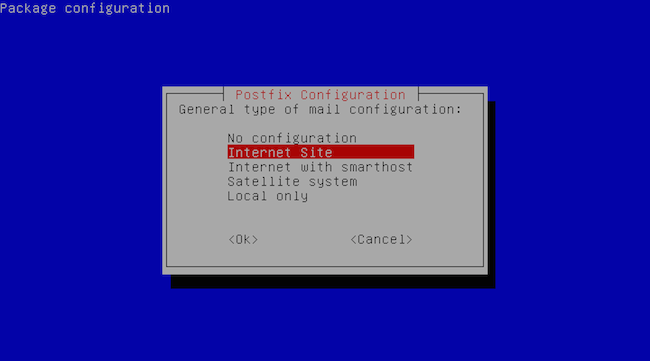 Package configuration
Postfix Configuration
General type of mail configuration:
No configuration
Internet Site
Internet with smarthost
Satellite system
Local only
<Ok> <Cancel>